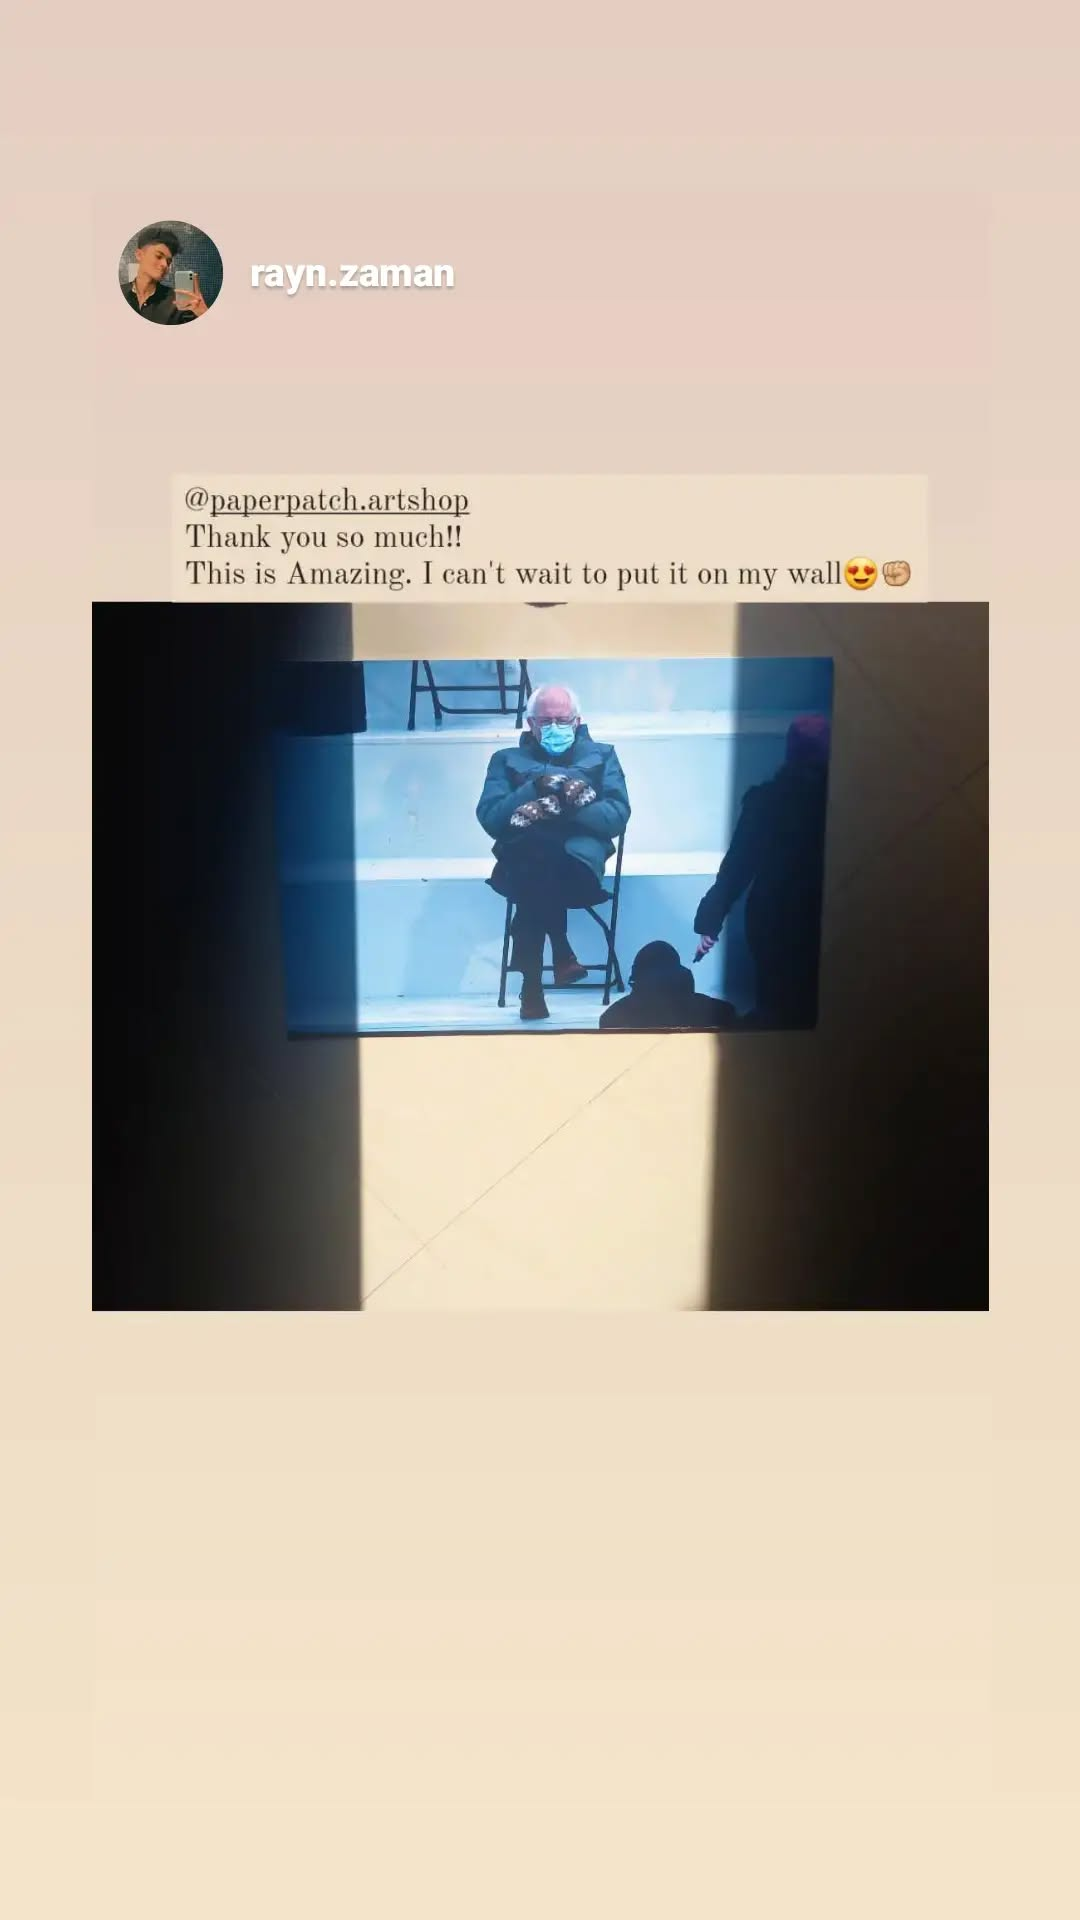 rayn.zaman
@paperpatch.artshop
Thank you so much!!
This is Amazing. I can't wait to put it on my wall😍✊🏼